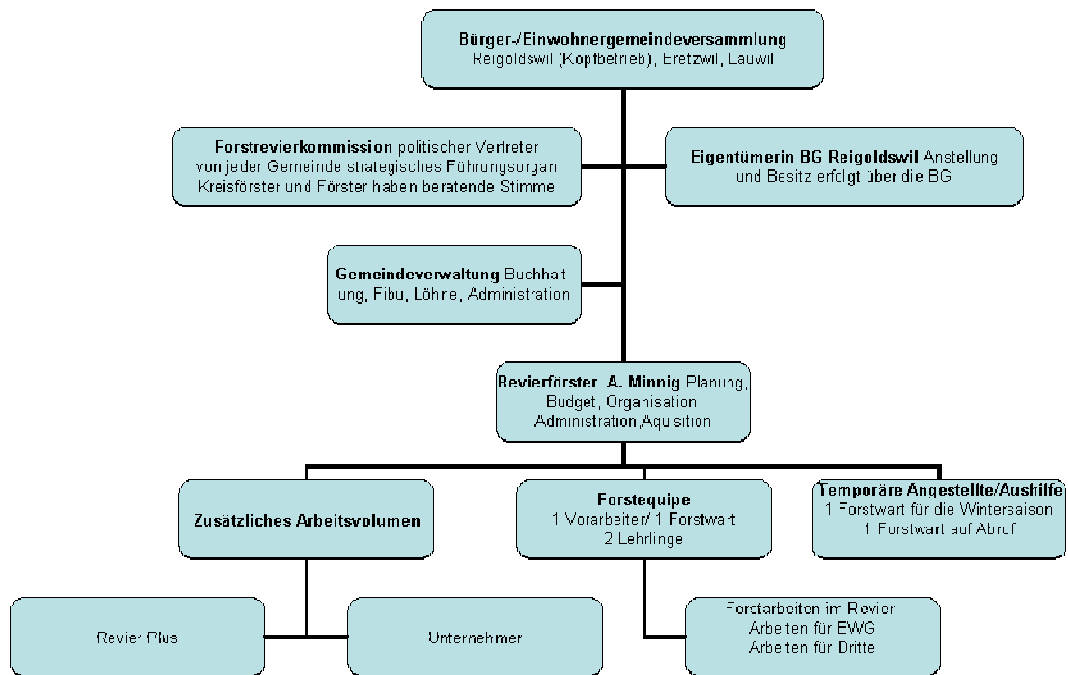 Bürger-/Einwohnergemeindeversammlung
Reigoldswil (Kopfbetrieb), Bretzwil, Lauwil
Forstrevierkommission politischer Vertreter
von jeder Gemeinde strategisches Führungsorgan
Kreisförster und Förster haben beratende Stimme
Eigentümerin BG Reigoldswil Anstellung
und Besitz erfolgt über die BG
Gemeindeverwaltung Buchhalt
ung, Fibu, Löhne, Administration
Revierförster A. Minnig Planung,
Budget, Organisation
Administration,Aquisition
Zusätzliches Arbeitsvolumen
Forstequipe
1 Vorarbeiter/ 1 Forstwart
2 Lehrlinge
Temporäre Angestellte/Aushilfe
1 Forstwart für die Wintersaison
1 Forstwart auf Abruf
Revier Plus
Unternehmer
Forstarbeiten im Revier
Arbeiten für EWG
Arbeiten für Dritte